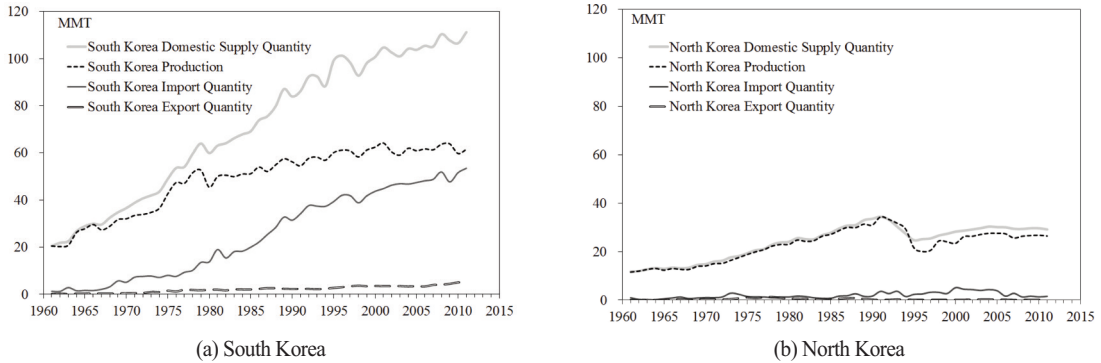 MMT
South Korea Domestic Supply Quantity
South Korea Production
South Korea Import Quantity
South Korea Export Quantity
120
100
80
60
40
20
0
1960 1965 1970 1975 1980 1985 1990 1995 2000 2005 2010 2015
(a) South Korea
MMT
North Korea Domestic Supply Quantity
North Korea Production
North Korea Import Quantity
North Korea Export Quantity
120
100
80
60
40
20
0
1960 1965 1970 1975 1980 1985 1990 1995 2000 2005 2010 2015
(b) North Korea